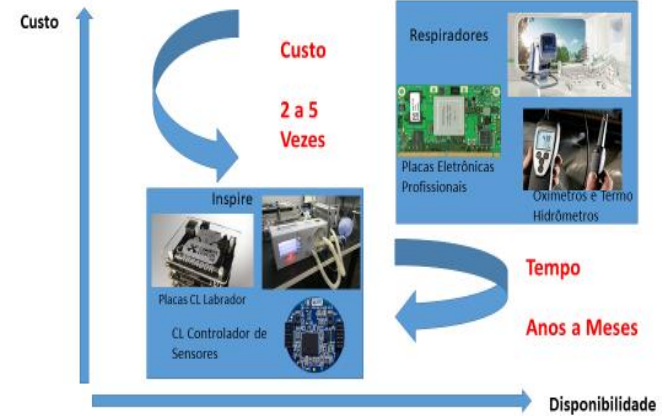 Custo
Custo
2 a 5
Vezes
Respiradores
Placas Eletrônicas
Profissionais
Oxímetros e Termo
Hidrômetros
Inspire
Placas CL Labrador
CL Controlador de
Sensores
Tempo
Anos a Meses
Disponibilidade